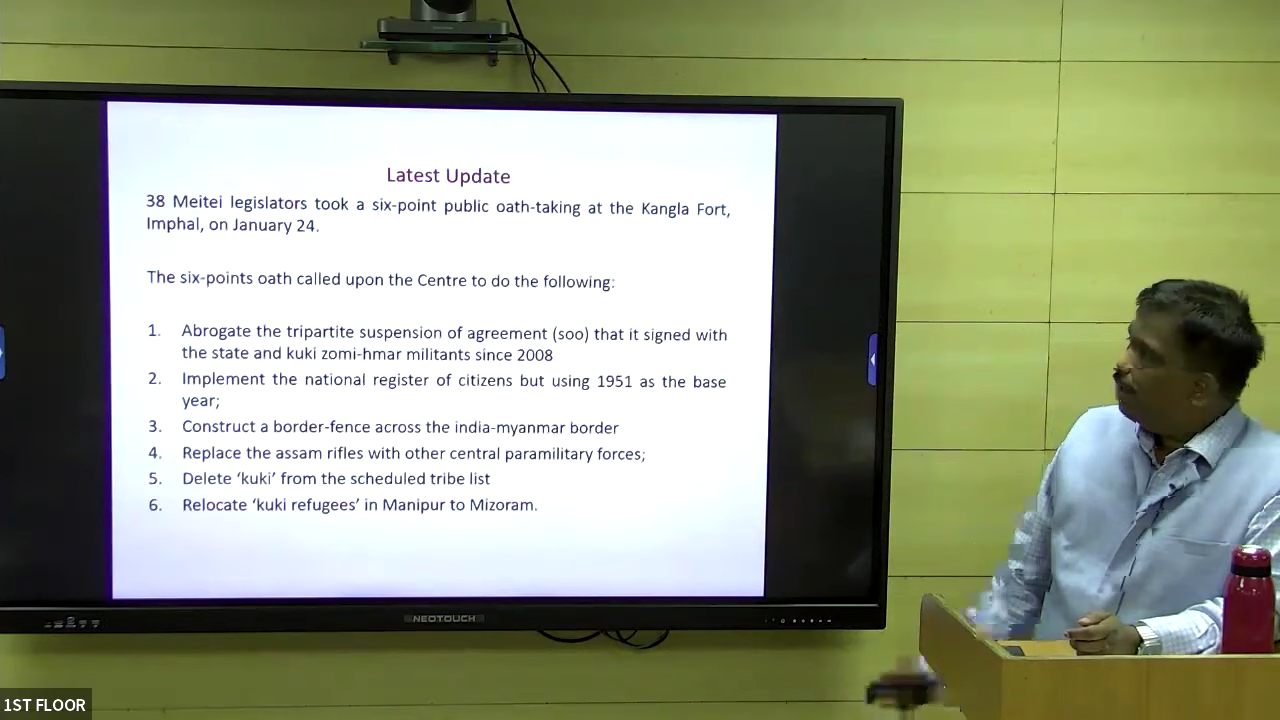 Latest Update
38 Meitei legislators took a six-point public oath-taking at the Kangla Fort,
Imphal, on January 24.
The six-points oath called upon the Centre to do the following:
1. Abrogate the tripartite suspension of agreement (soo) that it signed with
the state and kuki zomi-hmar militants since 2008
2. Implement the national register of citizens but using 1951 as the base
year;
3. Construct a border-fence across the india-myanmar border
4. Replace the assam rifles with other central paramilitary forces;
5. Delete ‘kuki’ from the scheduled tribe list
6. Relocate ‘kuki refugees’ in Manipur to Mizoram.
NEOTOUCH
1ST FLOOR